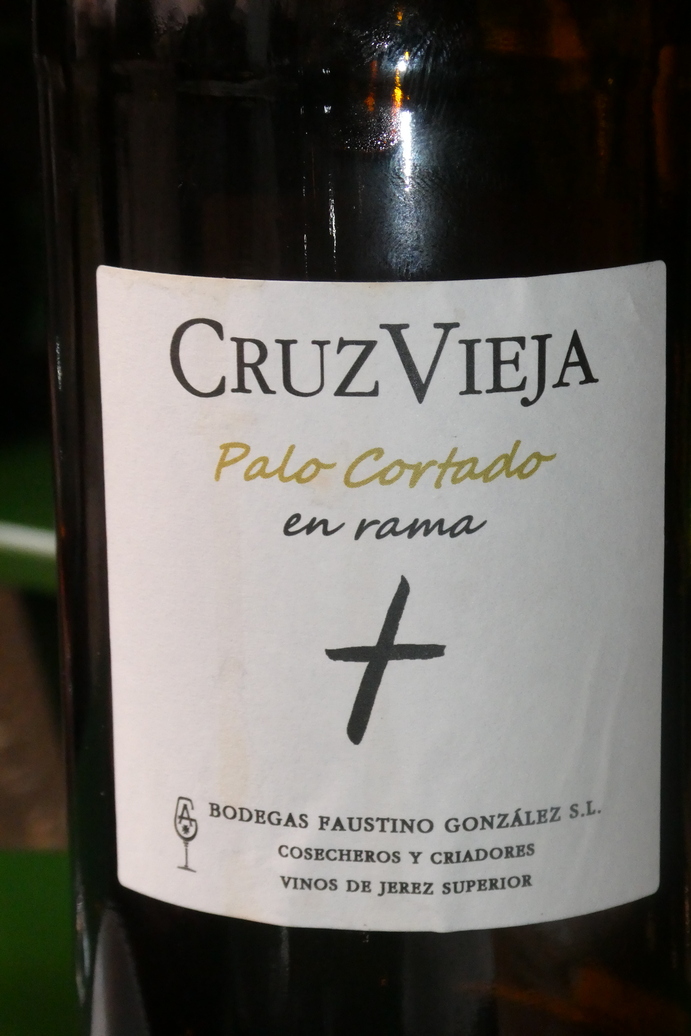 CRUZVIEJA
Palo Cortado
en rama
BODEGAS FAUSTINO GONZÁLEZ S.L.
COSECHEROS Y CRIADORES
VINOS DE JEREZ SUPERIOR